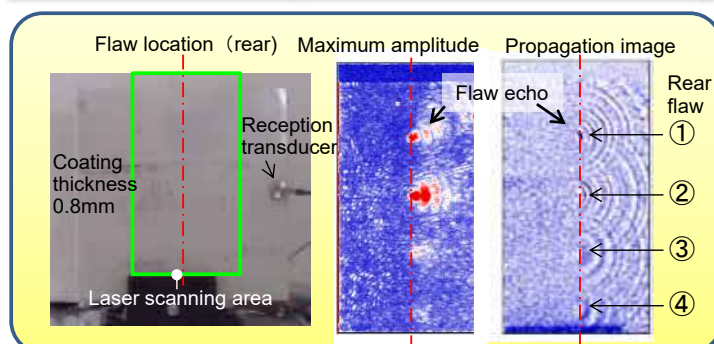 Flaw location（rear）
Maximum amplitude
Propagation image
Flaw echo
Rear
flaw
Reception
transducer
Coating
thickness
0.8mm
①
②
③
④
Laser scanning area